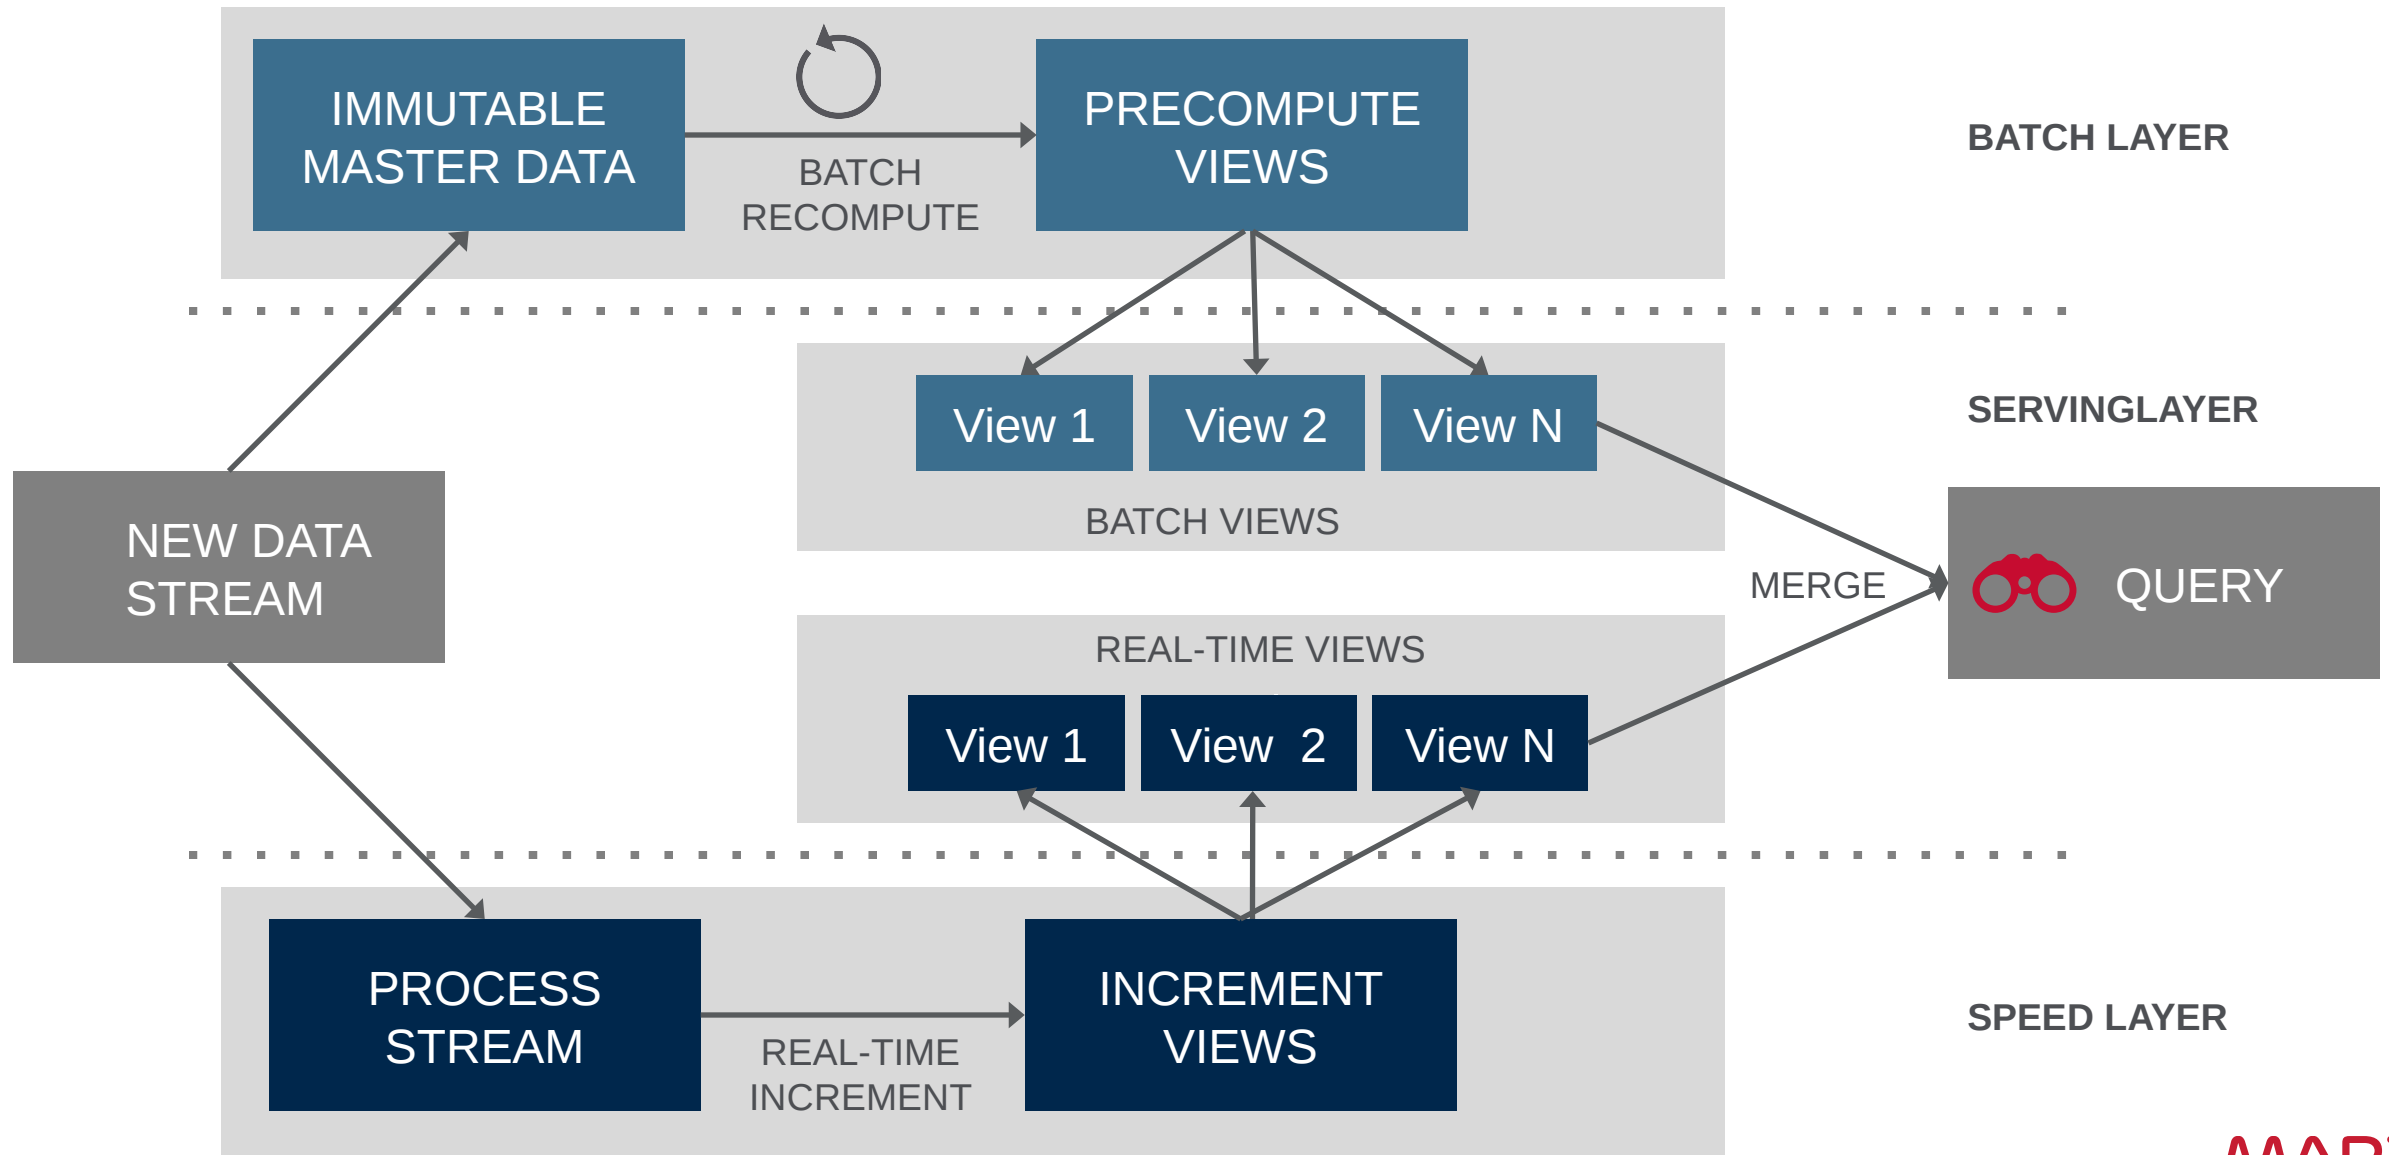 IMMUTABLE
MASTER DATA
BATCH
RECOMPUTE
PRECOMPUTE
VIEWS
BATCH LAYER
View 1
View 2
View N
BATCH VIEWS
SERVINGLAYER
NEW DATA
STREAM
MERGE
QUERY
REAL-TIME VIEWS
View 1
View  2
View N
PROCESS
STREAM
REAL-TIME
INCREMENT
INCREMENT
VIEWS
SPEED LAYER